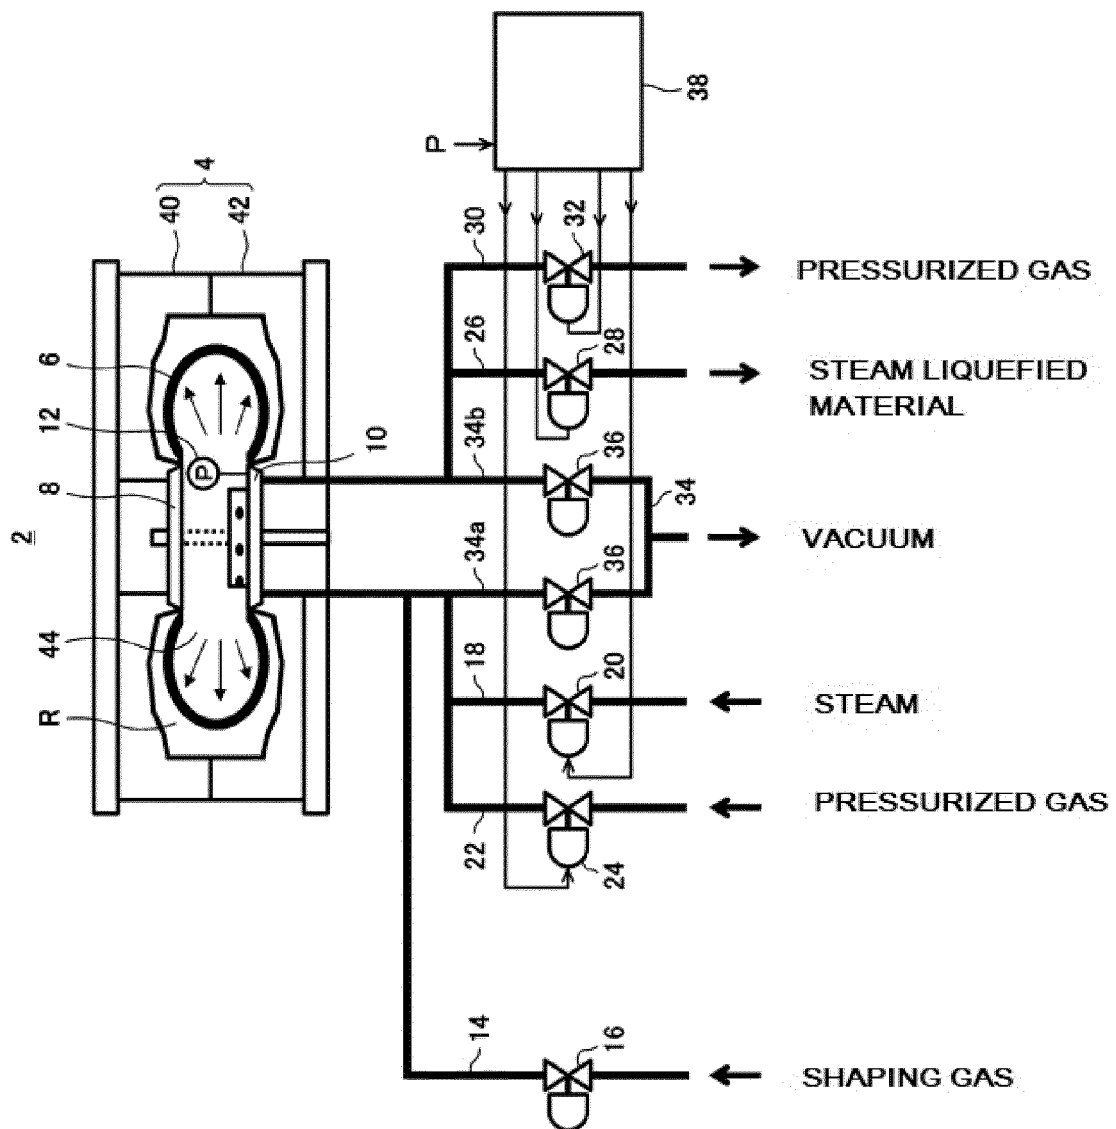 2
44
8
12
6
R
10
40
42
4
P
P
38
30
32
PRESSURIZED GAS
26
28
STEAM LIQUEFIED
MATERIAL
34b
36
34
VACUUM
34a
36
18
20
STEAM
22
24
PRESSURIZED GAS
14
16
SHAPING GAS